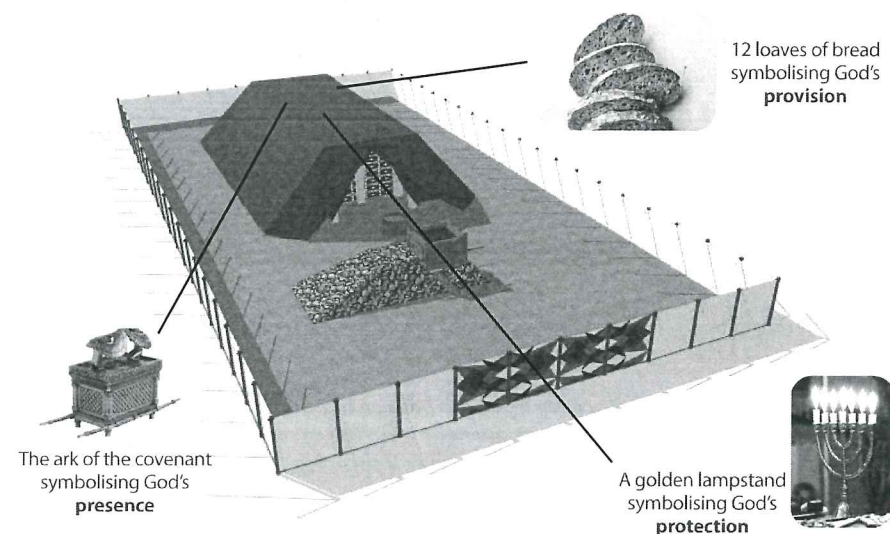 12 loaves of bread
symbolising God's
provision
The ark of the covenant
symbolising God's
presence
A golden lampstand
symbolising God's
protection